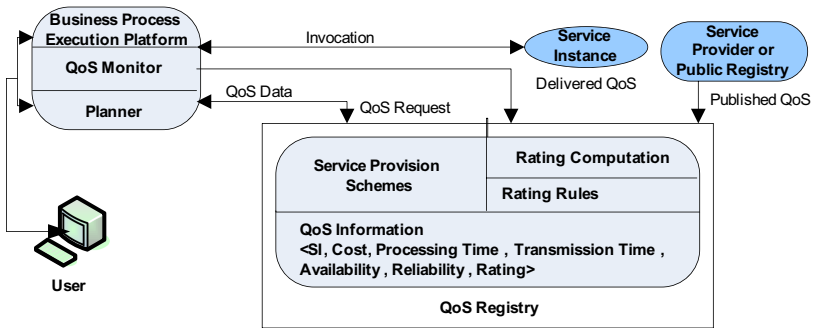 Business Process
Execution Platform
QoS Monitor
Planner
Invocation
Service
Instance
Service
Provider or
Public Registry
Delivered QoS
Published QoS
QoS Data
QoS Request
Service Provision
Schemes
Rating Computation
Rating Rules
QoS Information
<SI, Cost, Processing Time , Transmission Time ,
Availability , Reliability , Rating>
QoS Registry
User